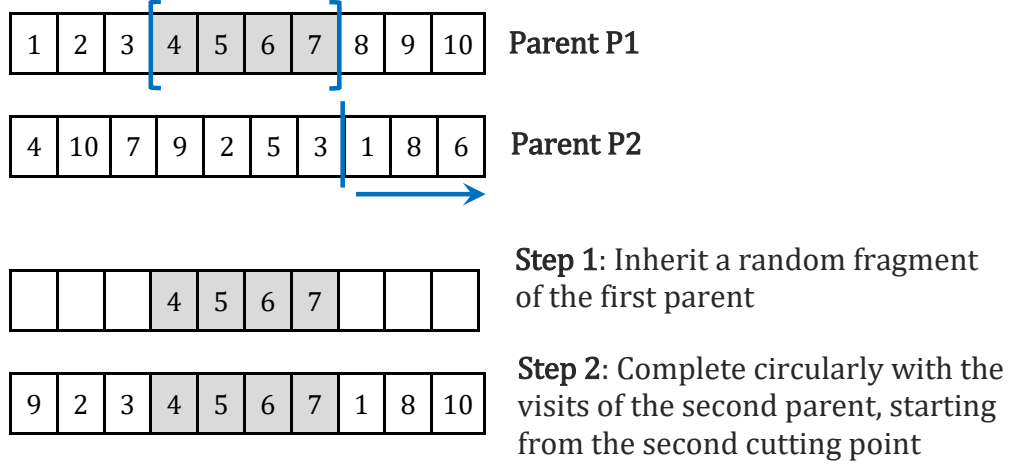 1 2 3 4 5 6 7 8 9 10 Parent P1
4 10 7 9 2 5 3 1 8 6 Parent P2
4 5 6 7
Step 1: Inherit a random fragment
of the first parent
9 2 3 4 5 6 7 1 8 10
Step 2: Complete circularly with the
visits of the second parent, starting
from the second cutting point